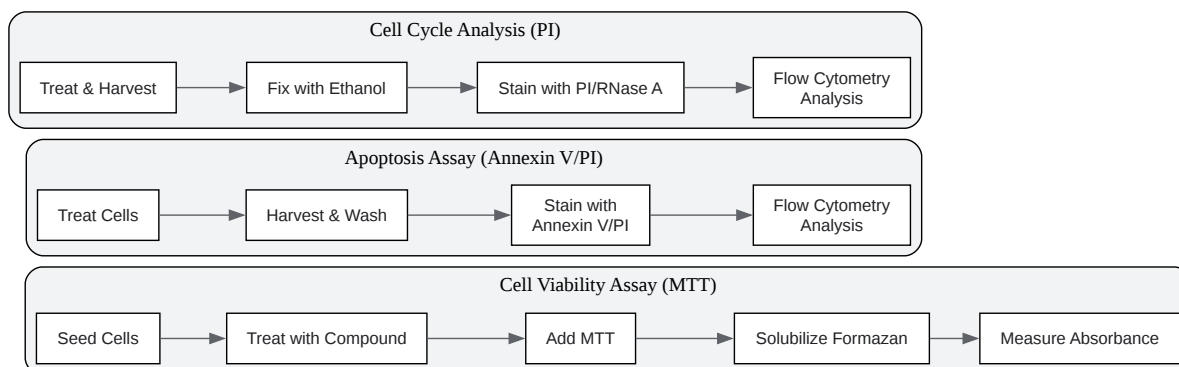 Cell Cycle Analysis (PI)
Treat & Harvest
Fix with Ethanol
Stain with PI/RNase A
Flow Cytometry
Analysis
Apoptosis Assay (Annexin V/PI)
Treat Cells
Harvest & Wash
Stain with
Annexin V/PI
Flow Cytometry
Analysis
Cell Viability Assay (MTT)
Seed Cells
Treat with Compound
Add MTT
Solubilize Formazan
Measure Absorbance